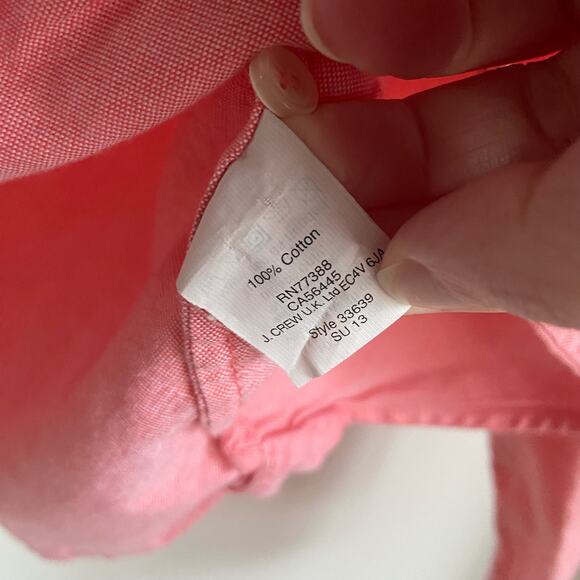 100% Cotton
RN77388
CA56445
J. CREW U.K. Ltd EC4V 6JA
Style 33639
SU 13